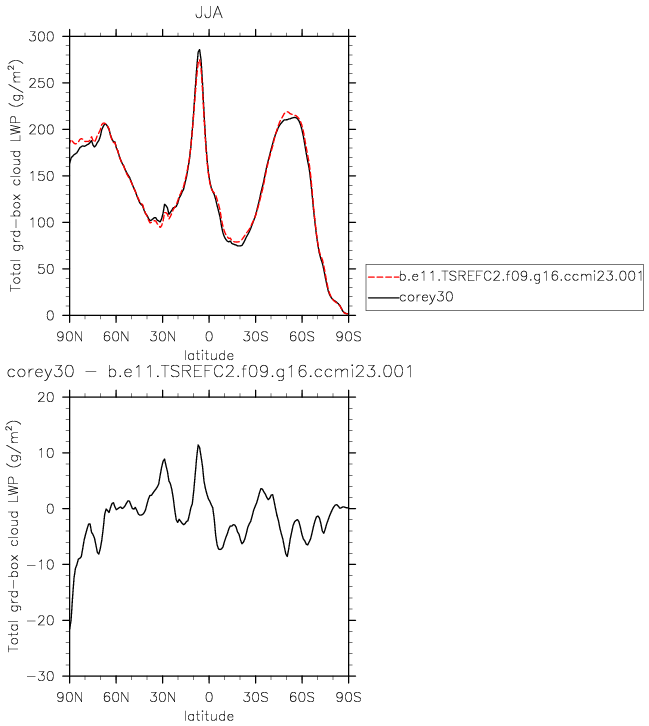 JJA
300
250
200
150
100
50
0
Total grd-box cloud LWP (g/m²)
90N 60N 30N 0 30S 60S 90S
latitude
b.e11.TSREFC2.f09.g16.ccmi23.001
corey30
corey30 - b.e11.TSREFC2.f09.g16.ccmi23.001
20
10
0
-10
-20
-30
Total grd-box cloud LWP (g/m²)
90N 60N 30N 0 30S 60S 90S
latitude